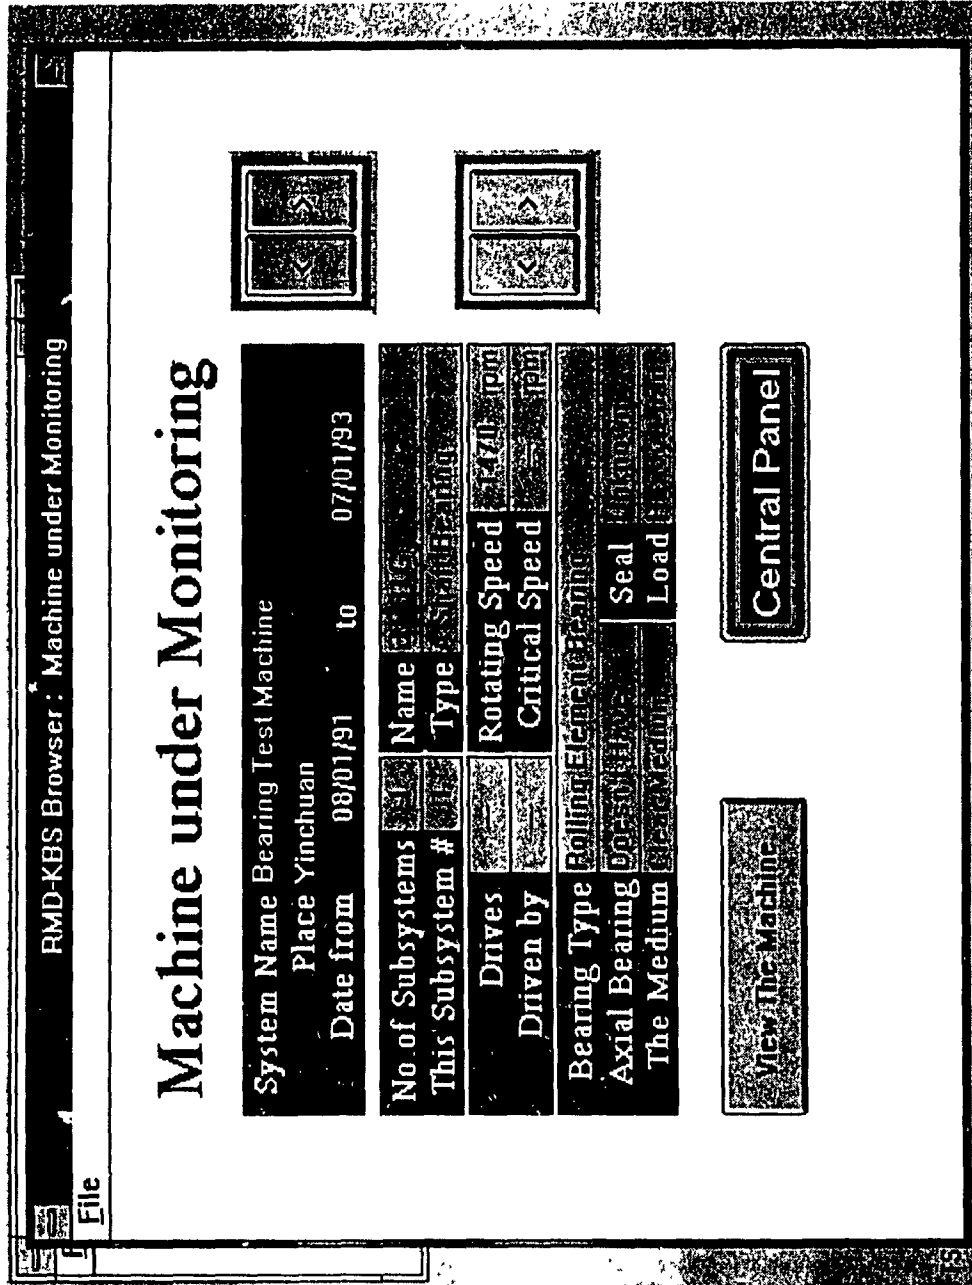 RMD-KBS Browser : Machine under Monitoring
File
Machine under Monitoring
System Name Bearing Test Machine
Place Yinchuan
Date from 08/01/91 to 07/01/93
< >
No.of Subsystems Name
This Subsystem # Type Bearing
Drives Rotating Speed 1470 rpm
Driven by Critical Speed rpm
< >
Bearing Type Rolling Element Bearing
Axial Bearing Seal
The Medium Load
View The Machine
Central Panel